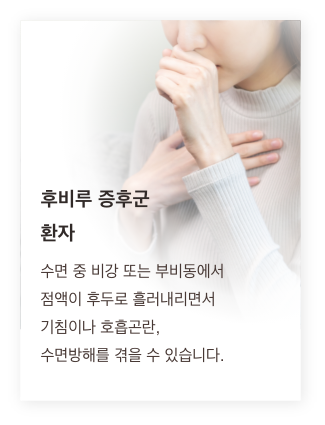 후비루 증후군
환자
수면 중 비강 또는 부비동에서
점액이 후두로 흘러내리면서
기침이나 호흡곤란,
수면방해를 겪을 수 있습니다.